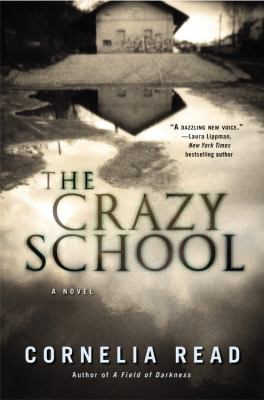 "A DAZZLING NEW VOICE."
—Laura Lippman,
New York Times
bestselling author
THE
CRAZY
SCHOOL
A NOVEL
CORNELIA READ
Author of A Field of Darkness